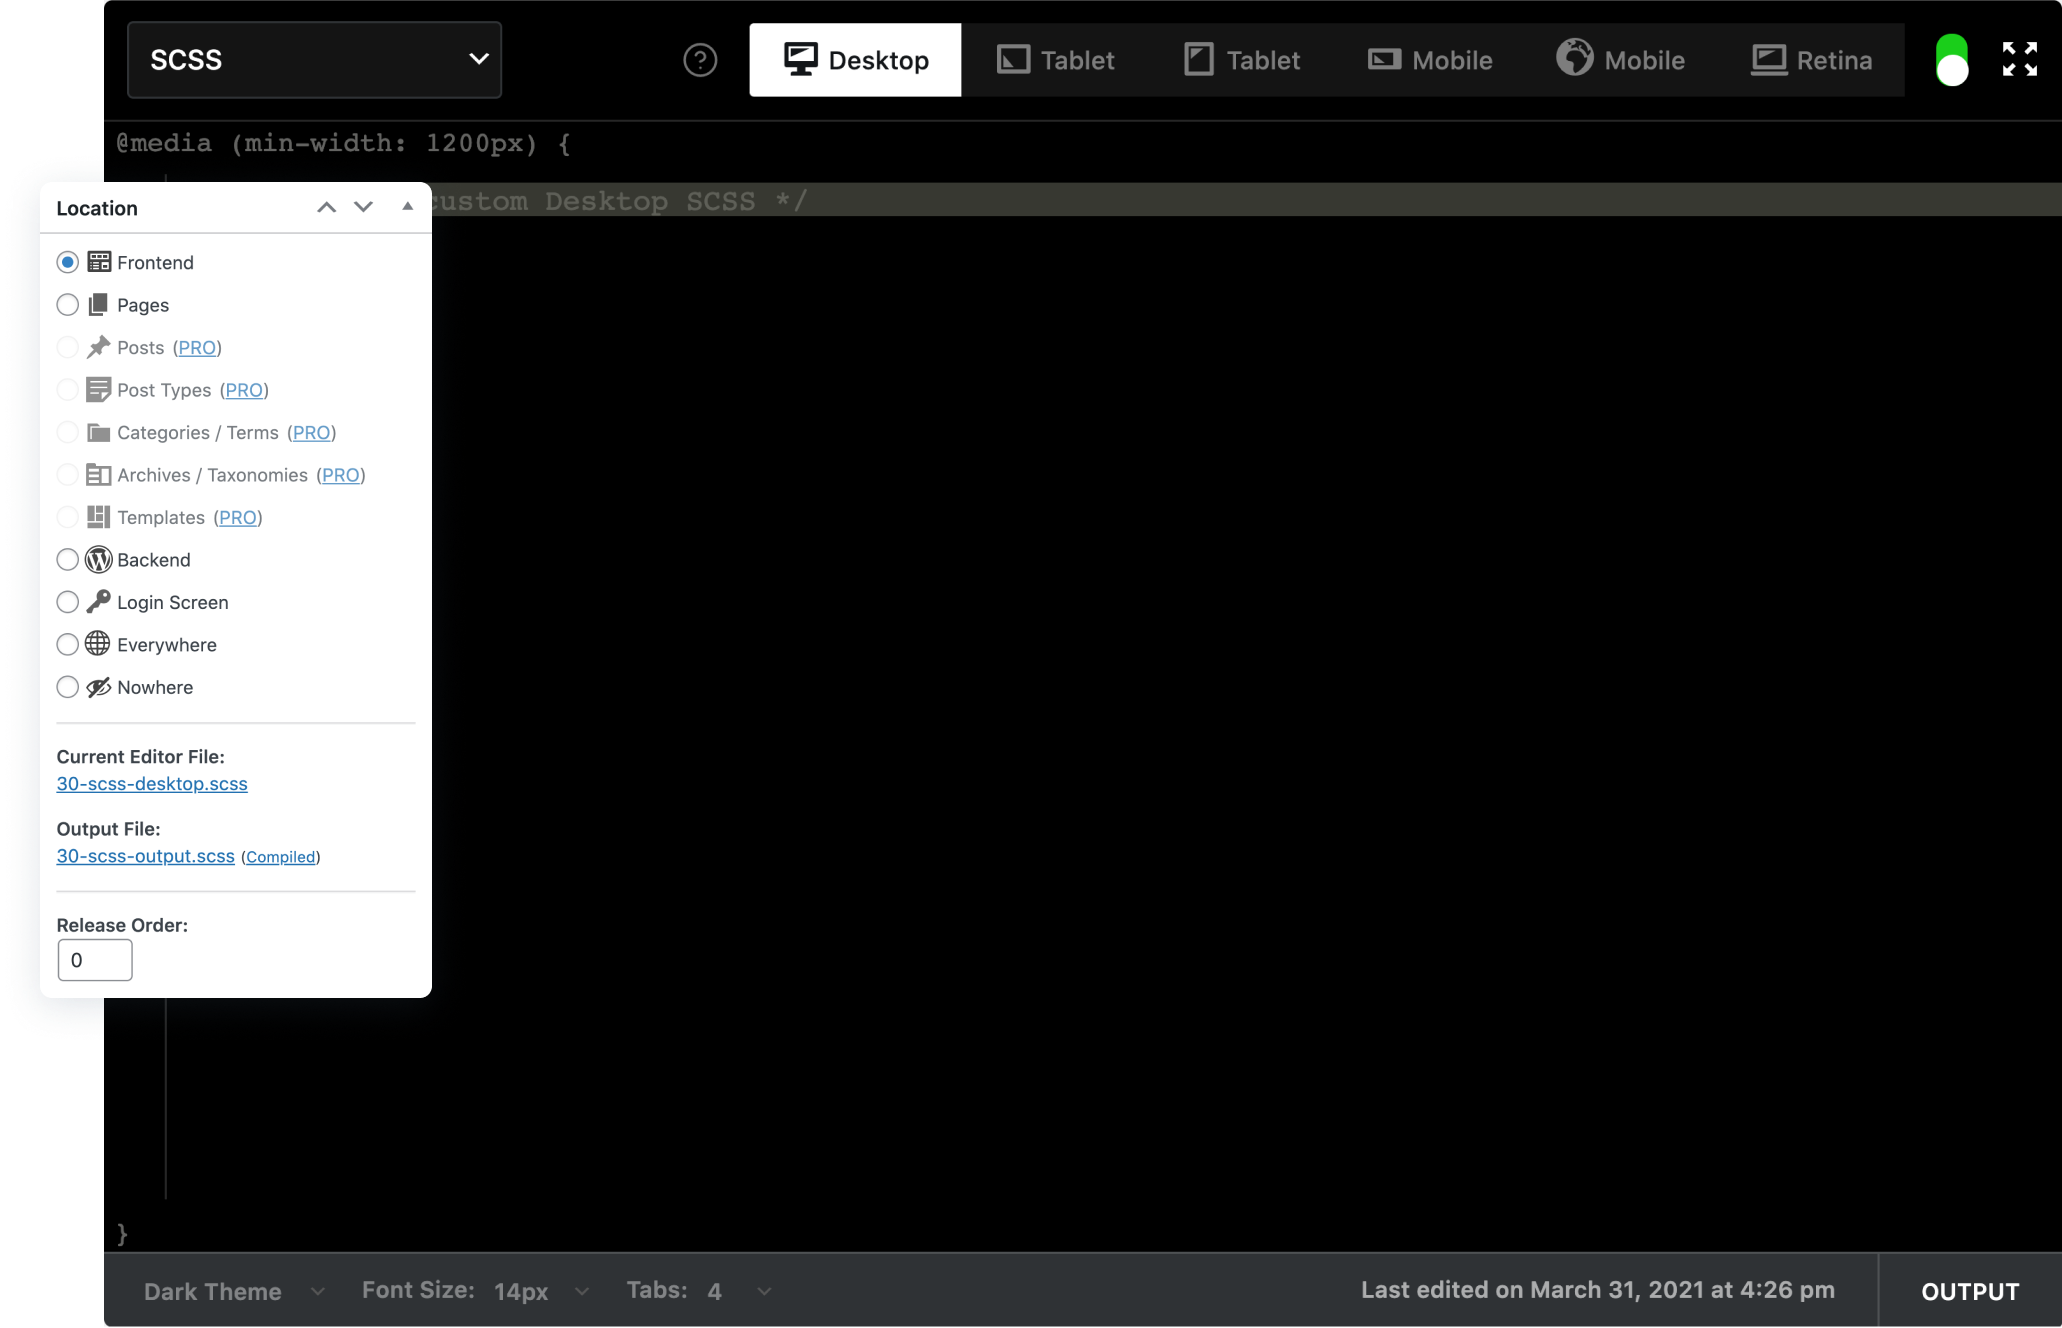 SCSS
?
Desktop
Tablet
Tablet
Mobile
Mobile
Retina
@media (min-width: 1200px) {
custom Desktop SCSS */
Location
Frontend
Pages
Posts (PRO)
Post Types (PRO)
Categories / Terms (PRO)
Archives / Taxonomies (PRO)
Templates (PRO)
Backend
Login Screen
Everywhere
Nowhere
Current Editor File:
30-scss-desktop.scss
Output File:
30-scss-output.scss (Compiled)
Release Order:
0
}
Dark Theme
Font Size: 14px
Tabs: 4
Last edited on March 31, 2021 at 4:26 pm
OUTPUT